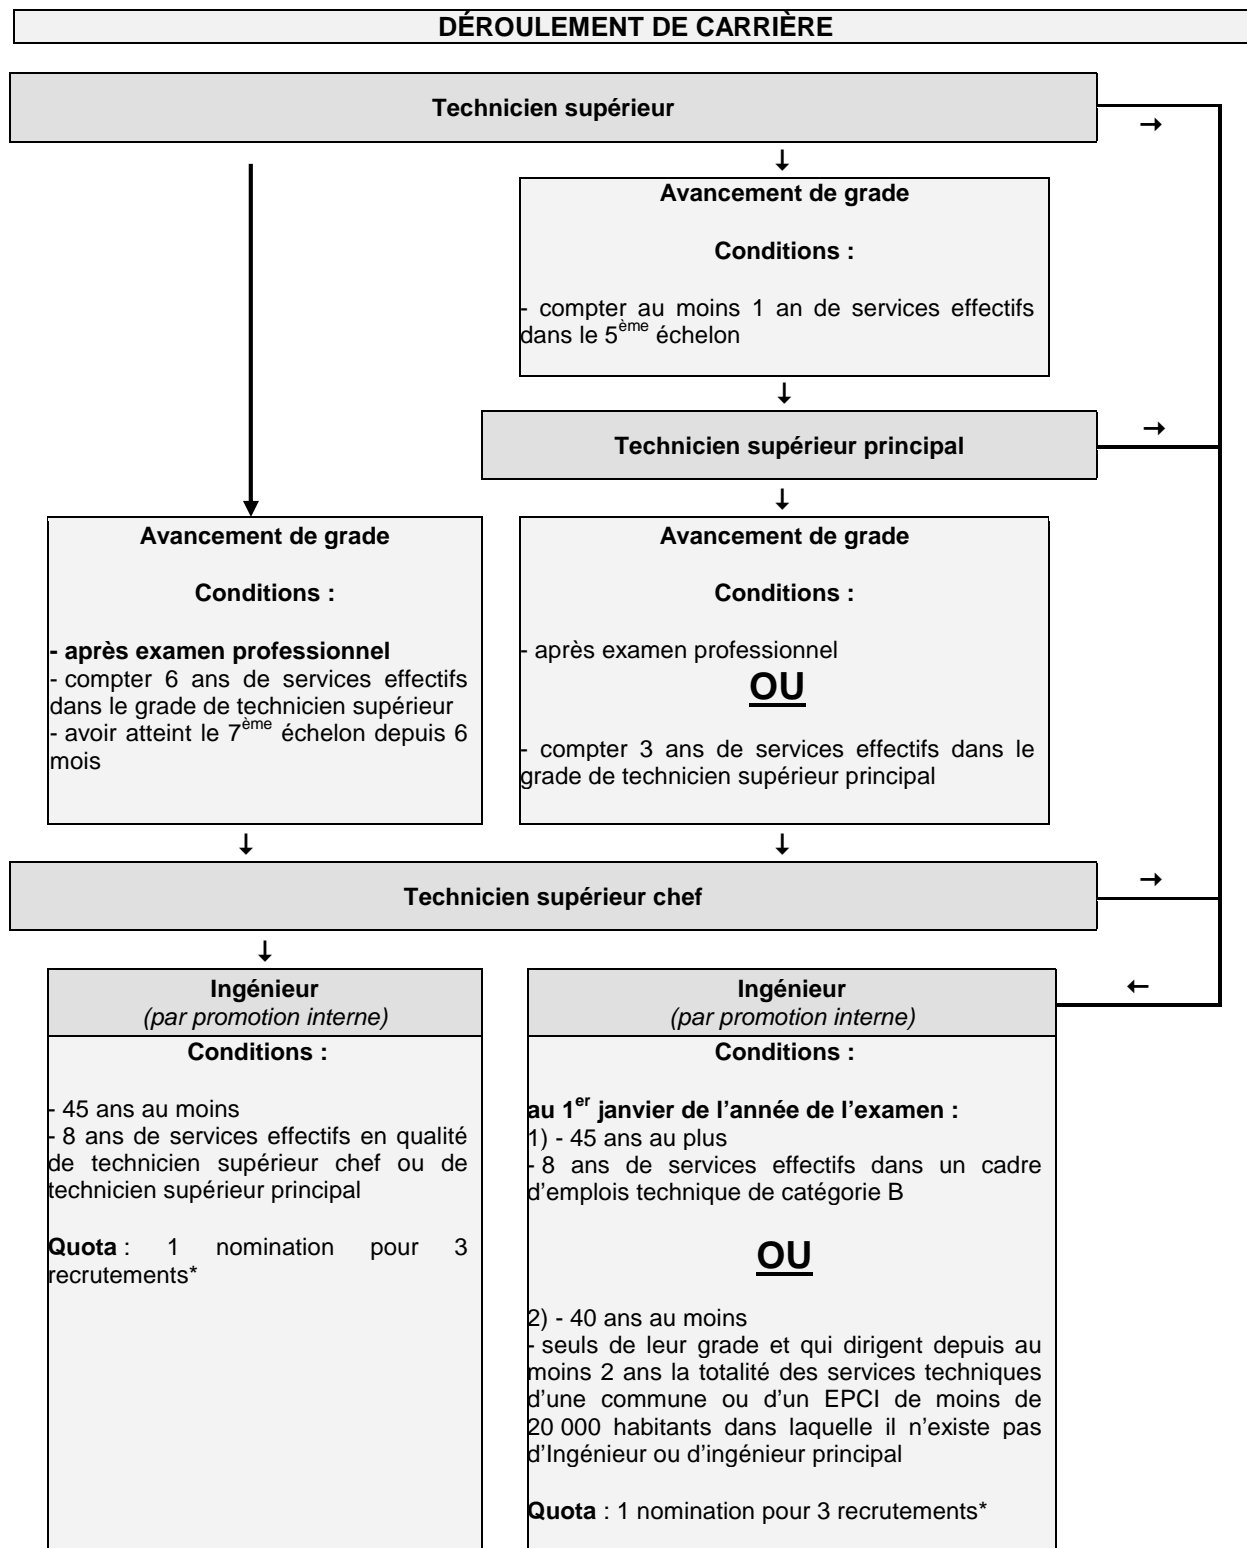 DÉROULEMENT DE CARRIÈRE
Technicien supérieur
→
↓
Avancement de grade
Conditions :
- compter au moins 1 an de services effectifs
dans le 5ème échelon
↓
Technicien supérieur principal
→
↓
Avancement de grade
Conditions :
- après examen professionnel
- compter 6 ans de services effectifs
dans le grade de technicien supérieur
- avoir atteint le 7ème échelon depuis 6
mois
Avancement de grade
Conditions :
- après examen professionnel
OU
- compter 3 ans de services effectifs dans le
grade de technicien supérieur principal
↓
↓
Technicien supérieur chef
→
↓
Ingénieur
(par promotion interne)
Conditions :
- 45 ans au moins
- 8 ans de services effectifs en qualité
de technicien supérieur chef ou de
technicien supérieur principal
Quota : 1 nomination pour 3
recrutements*
Ingénieur
(par promotion interne)
←
Conditions :
au 1er janvier de l'année de l'examen :
1) - 45 ans au plus
- 8 ans de services effectifs dans un cadre
d'emplois technique de catégorie B
OU
2) - 40 ans au moins
- seuls de leur grade et qui dirigent depuis au
moins 2 ans la totalité des services techniques
d'une commune ou d'un EPCI de moins de
20 000 habitants dans laquelle il n'existe pas
d'Ingénieur ou d'ingénieur principal
Quota : 1 nomination pour 3 recrutements*